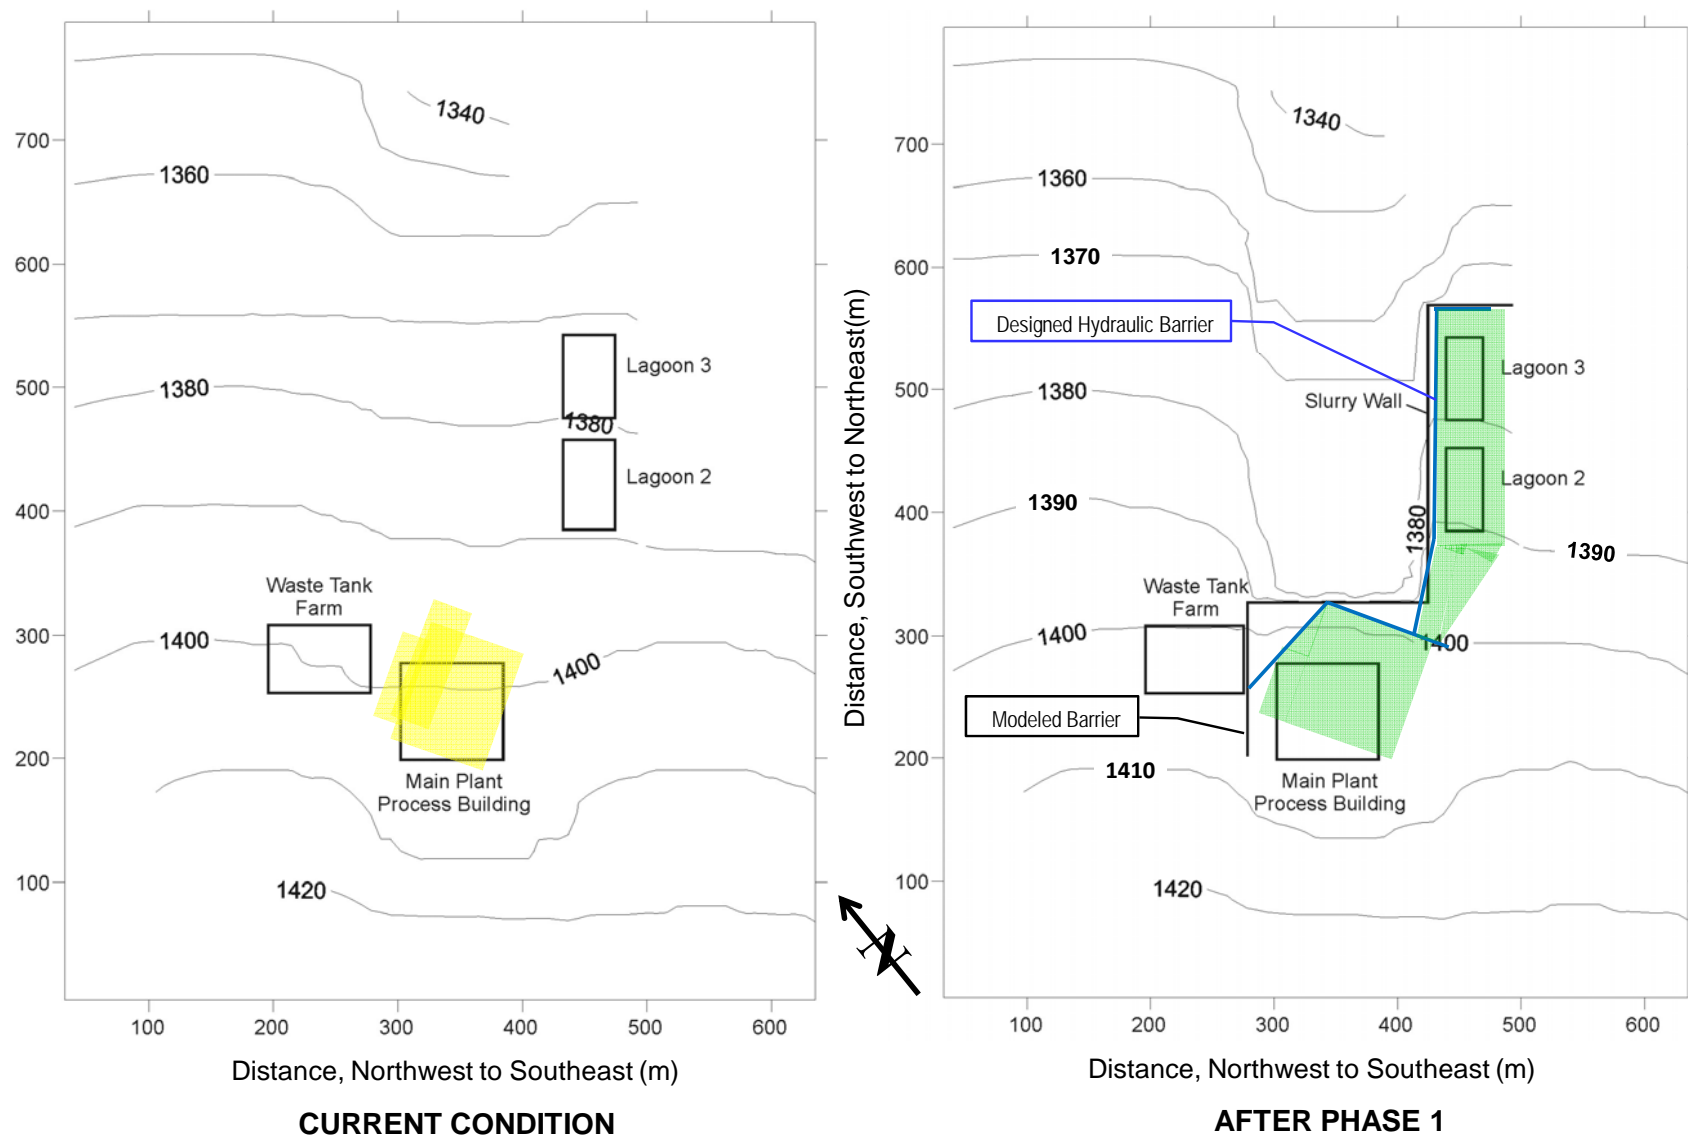 1340
700
1360
600
Lagoon 3
500
1380
1380
Lagoon 2
400
Waste Tank
Farm
300
1400
1400
200
Main Plant
Process Building
100
1420
100
200
300
400
500
600
Distance, Northwest to Southeast (m)
CURRENT CONDITION
Distance, Southwest to Northeast(m)
N
1340
700
1360
600
1370
Designed Hydraulic Barrier
500
1380
Slurry Wall
Lagoon 3
Lagoon 2
400
1390
1380
1390
Waste Tank
Farm
300
1400
1400
Modeled Barrier
200
1410
Main Plant
Process Building
100
1420
100
200
300
400
500
600
Distance, Northwest to Southeast (m)
AFTER PHASE 1